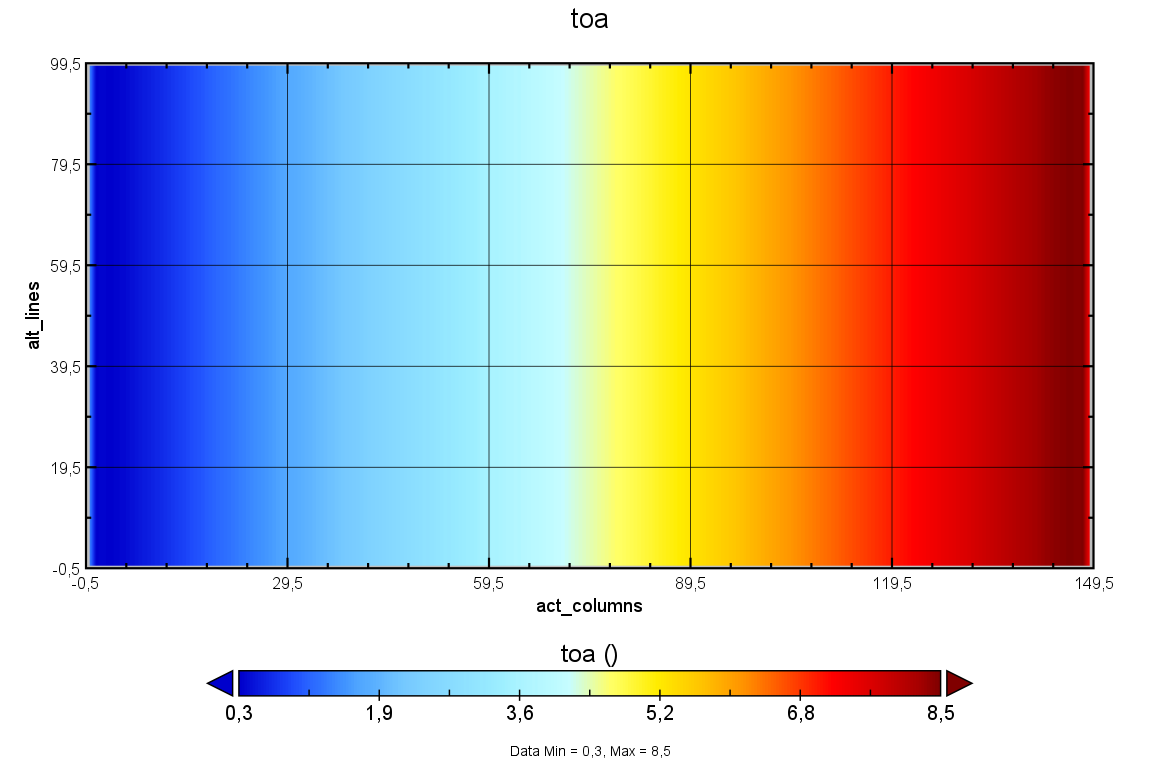 toa
99,5
79,5
59,5
39,5
19,5
-0,5
alt_lines
-0,5 29,5 59,5 89,5 119,5 149,5
act_columns
toa ()
0,3 1,9 3,6 5,2 6,8 8,5
Data Min = 0,3, Max = 8,5